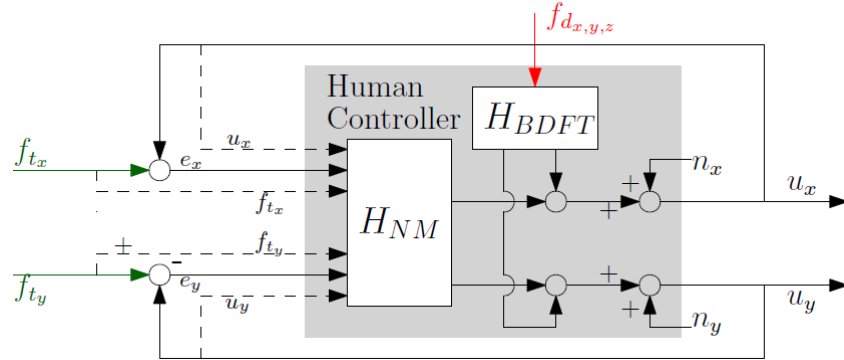 f_{d_{x,y,z}}
Human
Controller
H_{BDFT}
f_{t_x}
e_x
u_x
n_x
+
+
u_x
f_{t_x}
H_{NM}
±
f_{t_y}
-
f_{t_y}
e_y
u_y
+
+
n_y
u_y